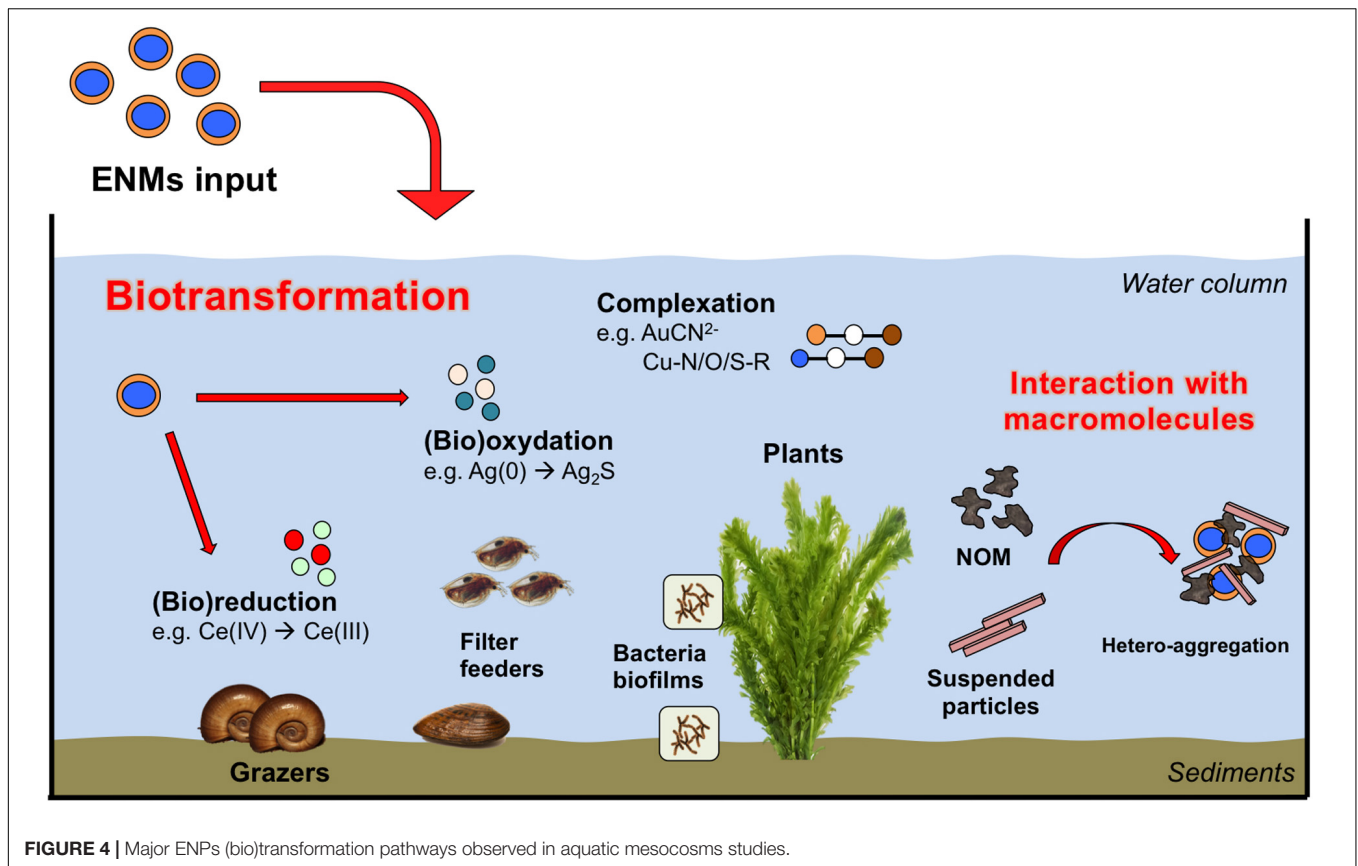 ENMs input
Water column
Biotransformation
Complexation
e.g. AuCN²⁻
Cu-N/O/S-R
(Bio)oxydation
e.g. Ag(0) → Ag₂S
Interaction with
macromolecules
Plants
NOM
(Bio)reduction
e.g. Ce(IV) → Ce(III)
Filter
feeders
Bacteria
biofilms
Suspended
particles
Hetero-aggregation
Grazers
Sediments
FIGURE 4 | Major ENPs (bio)transformation pathways observed in aquatic mesocosms studies.